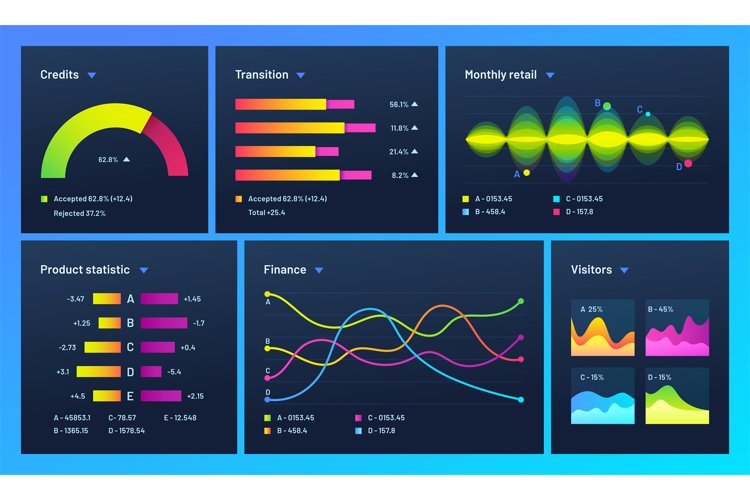 Credits
62.8%
Accepted 62.8% (+12.4)
Rejected 37.2%
Transition
56.1%
11.8%
21.4%
8.2%
Accepted 62.8% (+12.4)
Total +25.4
Monthly retail
B
C
A
D
A - 0153.45
C - 0153.45
B - 458.4
D - 157.8
Product statistic
-3.47 A +1.45
+1.25 B -1.7
-2.73 C +0.4
+3.1 D -5.4
+4.5 E +2.15
A - 45853.1 C- 78.57 E - 12.548
B - 1365.15 D - 1578.54
Finance
A
B
C
D
A - 0153.45 C - 0153.45
B - 458.4 D - 157.8
Visitors
A 25%
B - 45%
C - 15%
D - 15%